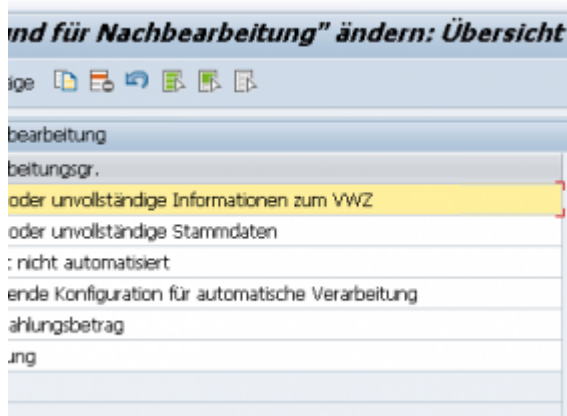 und für Nachbearbeitung" ändern: Übersicht
äge
bearbeitung
beitungsgr.
oder unvollständige Informationen zum VWZ
oder unvollständige Stammdaten
t nicht automatisiert
ende Konfiguration für automatische Verarbeitung
ahlungsbetrag
ung